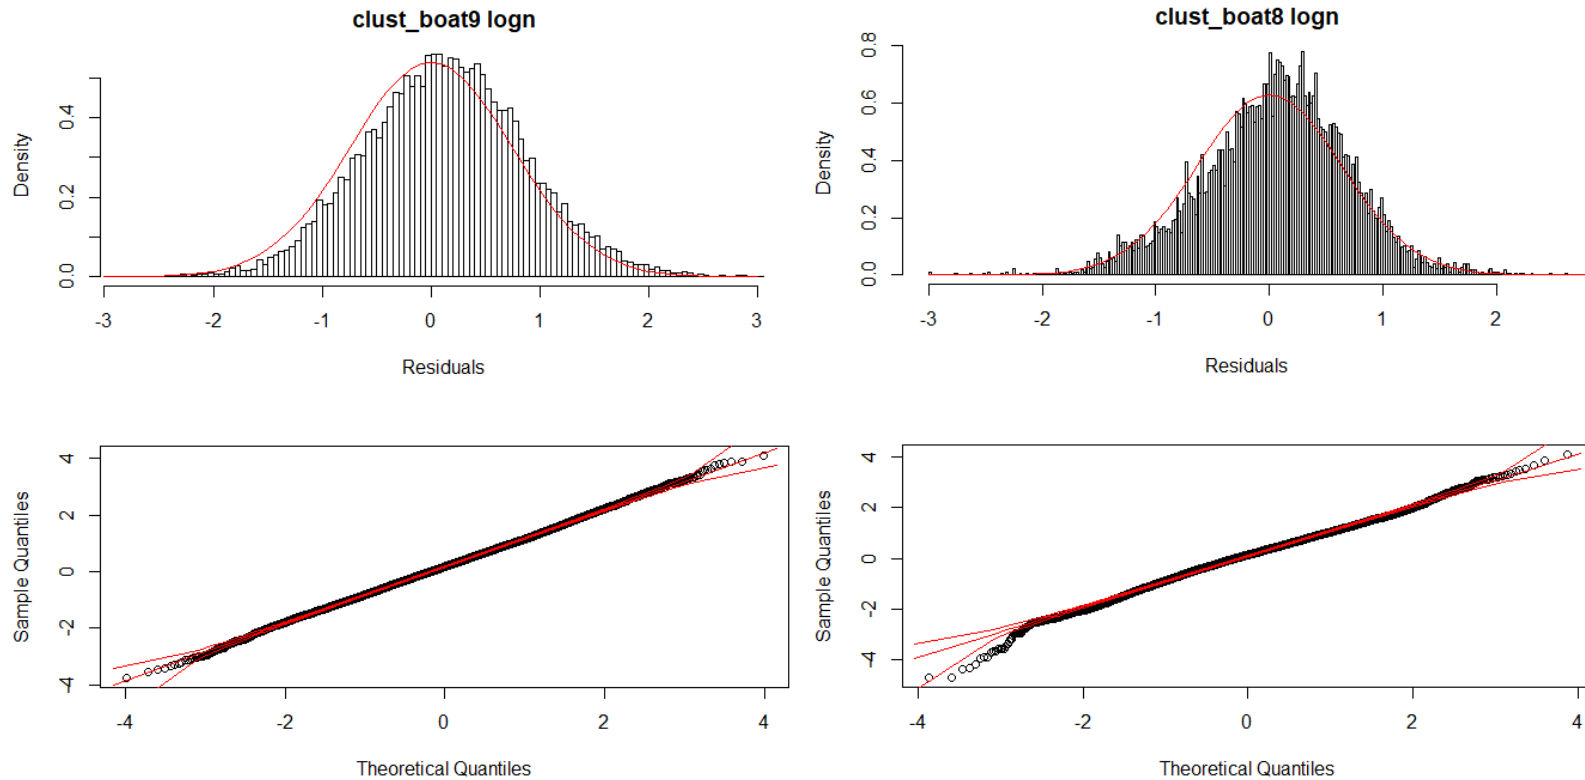 clust_boat9 logn
Density
0.0 0.2 0.4
-3 -2 -1 0 1 2 3
Residuals
clust_boat8 logn
Density
0.0 0.2 0.4 0.6 0.8
-3 -2 -1 0 1 2
Residuals
Sample Quantiles
-4 -2 0 2 4
-4 -2 0 2 4
Theoretical Quantiles
Sample Quantiles
-4 -2 0 2 4
-4 -2 0 2 4
Theoretical Quantiles